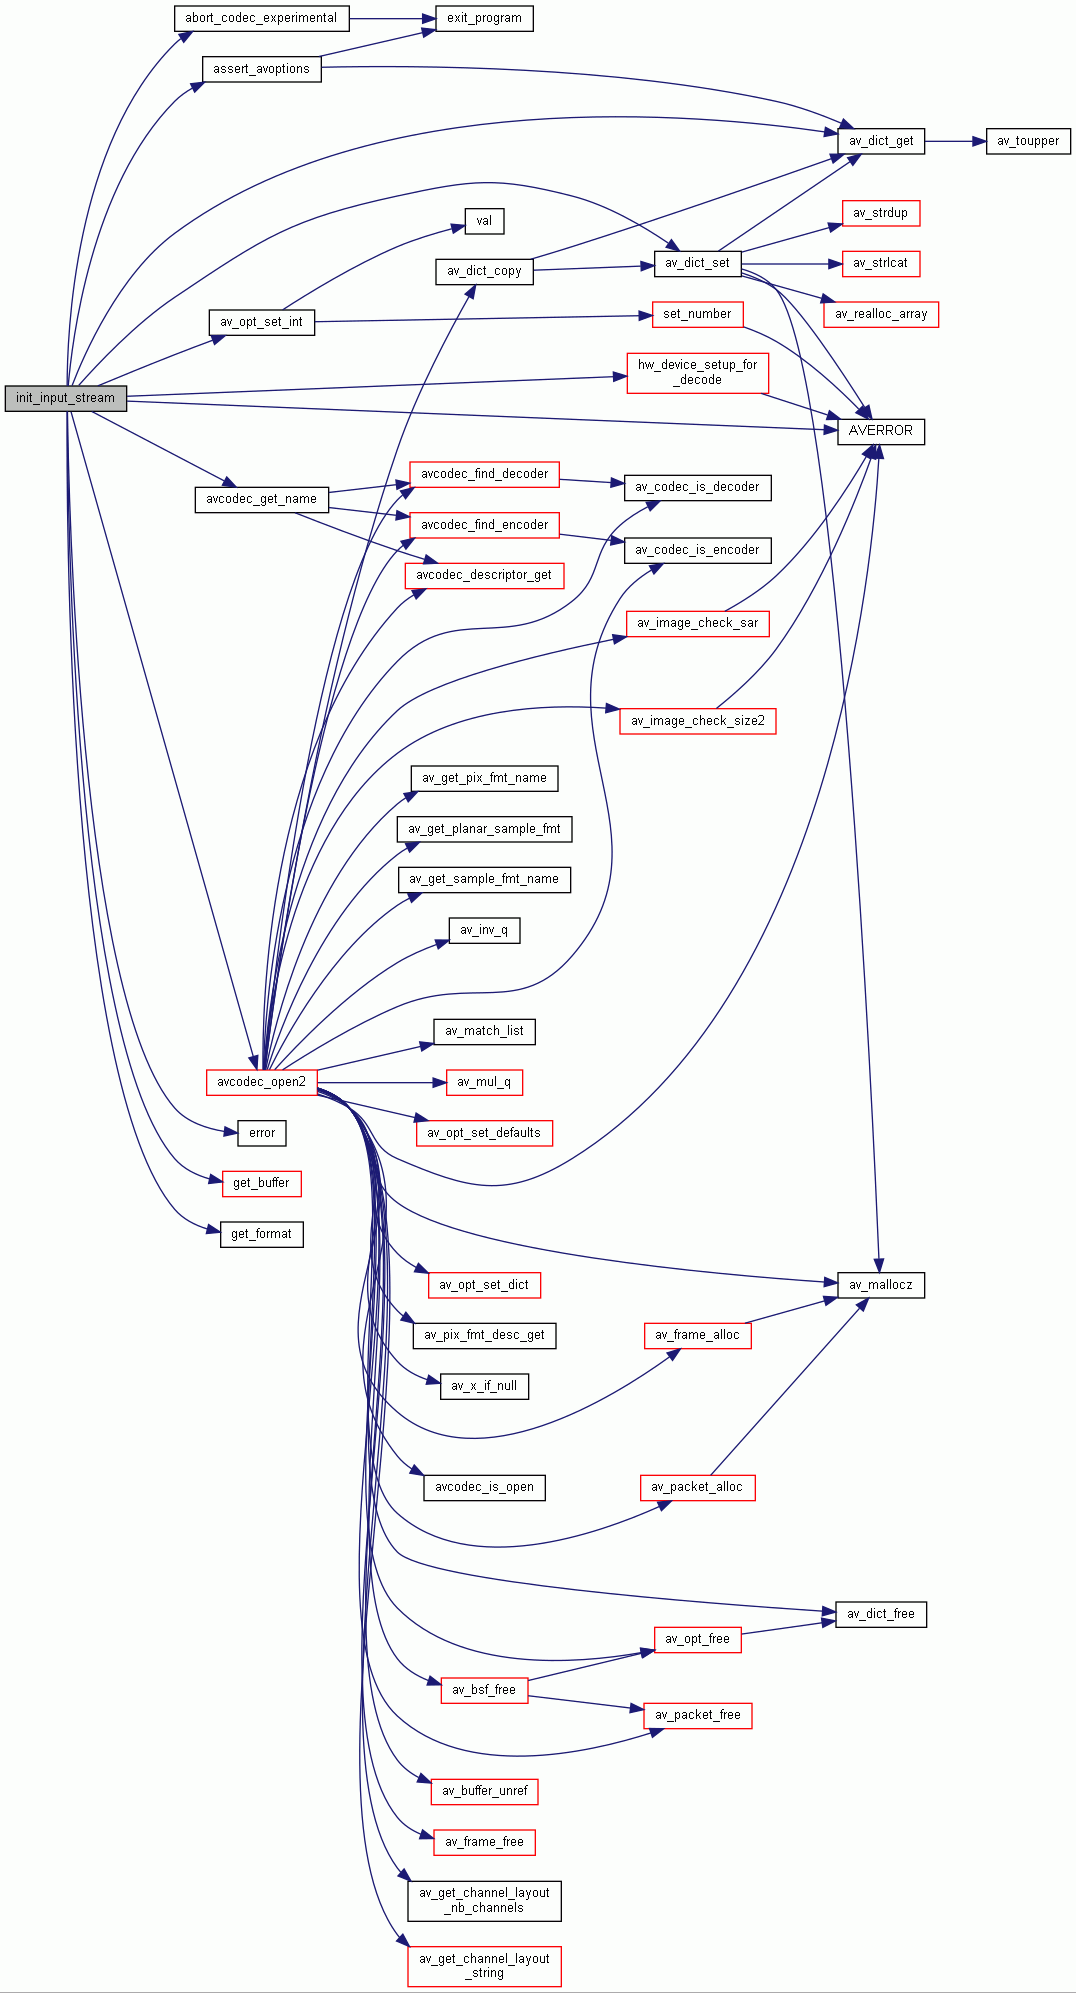 abort_codec_experimental
exit_program
assert_avoptions
av_dict_get
av_toupper
av_strdup
val
av_dict_set
av_strlcat
av_dict_copy
av_opt_set_int
set_number
av_realloc_array
hw_device_setup_for
_decode
init_input_stream
AVERROR
avcodec_find_decoder
av_codec_is_decoder
avcodec_get_name
avcodec_find_encoder
av_codec_is_encoder
avcodec_descriptor_get
av_image_check_sar
av_image_check_size2
av_get_pix_fmt_name
av_get_planar_sample_fmt
av_get_sample_fmt_name
av_inv_q
av_match_list
avcodec_open2
av_mul_q
error
av_opt_set_defaults
get_buffer
get_format
av_opt_set_dict
av_mallocz
av_pix_fmt_desc_get
av_frame_alloc
av_x_if_null
avcodec_is_open
av_packet_alloc
av_dict_free
av_opt_free
av_bsf_free
av_packet_free
av_buffer_unref
av_frame_free
av_get_channel_layout
_nb_channels
av_get_channel_layout
_string